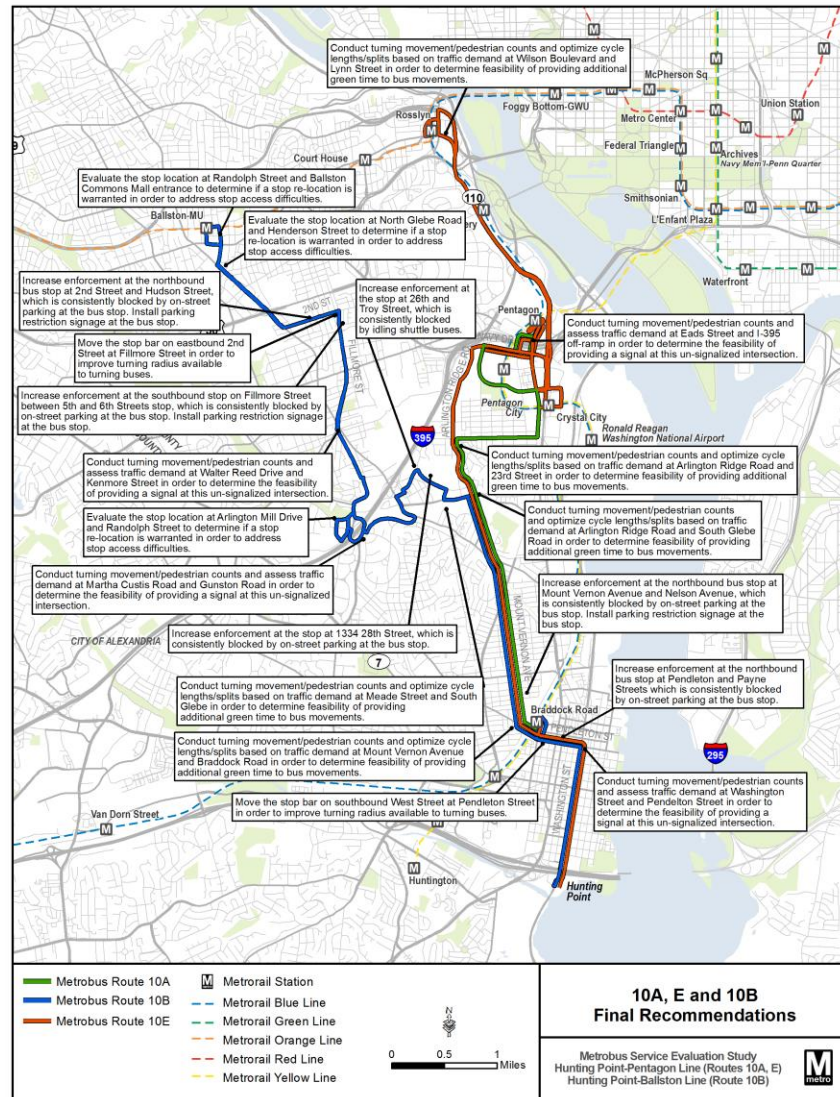 Conduct turning movement/pedestrian counts and optimize cycle
lengths/splits based on traffic demand at Wilson Boulevard and
Lynn Street in order to determine feasibility of providing additional
green time to bus movements.
McPherson Sq
Foggy Bottom-GWU
Union Station
Metro Center
Rosslyn
Federal Triangle
Archives
Navy Mem'l-Penn Quarter
Court House
Smithsonian
L'Enfant Plaza
Evaluate the stop location at
Randolph Street and Ballston
Commons Mall entrance to determine if a stop re-location is
warranted in order to address stop access difficulties.
110
Ballston-MU
Evaluate the stop location at North Glebe Road
and Henderson Street to determine if a stop
re-location is warranted in order to address
stop access difficulties.
Waterfront
Increase enforcement at the northbound
bus stop at 2nd Street and Hudson Street,
which is consistently blocked by on-street
parking at the bus stop. Install parking
restriction signage at the bus stop.
2ND ST
Increase enforcement at
the stop at 26th and
Troy Street, which is
consistently blocked
by idling shuttle buses.
Pentagon
Conduct turning movement/pedestrian counts and
assess traffic demand at Eads Street and I-395
off-ramp in order to determine the feasibility of
providing a signal at this un-signalized intersection.
Move the stop bar on eastbound 2nd
Street at Fillmore Street in order to
improve turning radius available
to turning buses.
FILLMORE ST
ARLINGTON RIDGE R
Pentagon
City
Crystal City
Ronald Reagan
Washington National Airport
Increase enforcement at the southbound stop on Fillmore Street
between 5th and 6th Streets stop, which is consistently blocked by
on-street parking at the bus stop. Install parking restriction signage
at the bus stop.
395
Conduct turning movement/pedestrian counts and
assess traffic demand at Walter Reed Drive and
Kenmore Street in order to determine the feasibility
of providing a signal at this un-signalized intersection.
Conduct turning movement/pedestrian counts and optimize cycle
lengths/splits based on traffic demand at Arlington Ridge Road and
23rd Street in order to determine feasibility of providing additional
green time to bus movements.
Evaluate the stop location at Arlington Mill Drive
and Randolph Street to determine if a stop
re-location is warranted in order to address
stop access difficulties.
Conduct turning movement/pedestrian counts
and optimize cycle lengths/splits based on traffic
demand at Arlington Ridge Road and South Glebe
Road in order to determine feasibility of providing
additional green time to bus movements.
Conduct turning movement/pedestrian counts and assess traffic
demand at Martha Custis Road and Gunston Road in order to
determine the feasibility of providing a signal at this un-signalized
intersection.
Increase enforcement at the northbound bus stop at
Mount Vernon Avenue and Nelson Avenue, which is
consistently blocked by on-street parking at the bus
stop. Install parking restriction signage at the
bus stop.
MOUNT VERNON AVE
CITY OF ALEXANDRIA
Increase enforcement at the stop at 1334 28th Street, which is
consistently blocked by on-street parking at the bus stop.
7
Increase enforcement at the northbound
bus stop at Pendleton and Payne
Streets which is consistently blocked
by on-street parking at the bus stop.
Conduct turning movement/pedestrian counts and optimize cycle
lengths/splits based on traffic demand at Meade Street and South
Glebe in order to determine feasibility of providing
additional green time to bus movements.
Braddock Road
Conduct turning movement/pedestrian counts and optimize cycle
lengths/splits based on traffic demand at Mount Vernon Avenue
and Braddock Road in order to determine feasibility of providing
additional green time to bus movements.
295
Move the stop bar on southbound West Street at Pendleton Street
in order to improve turning radius available to turning buses.
WASHINGTON ST
Conduct turning movement/pedestrian counts
and assess traffic demand at Washington
Street and Pendelton Street in order to
determine the feasibility of providing a
signal at this un-signalized intersection.
Van Dorn Street
Huntington
Hunting
Point
Metrobus Route 10A
Metrobus Route 10B
Metrobus Route 10E
M Metrorail Station
Metrorail Blue Line
Metrorail Green Line
Metrorail Orange Line
Metrorail Red Line
Metrorail Yellow Line
N
0 0.5 1
Miles
10A, E and 10B
Final Recommendations
Metrobus Service Evaluation Study
Hunting Point-Pentagon Line (Routes 10A, E)
Hunting Point-Ballston Line (Route 10B)
M
metro